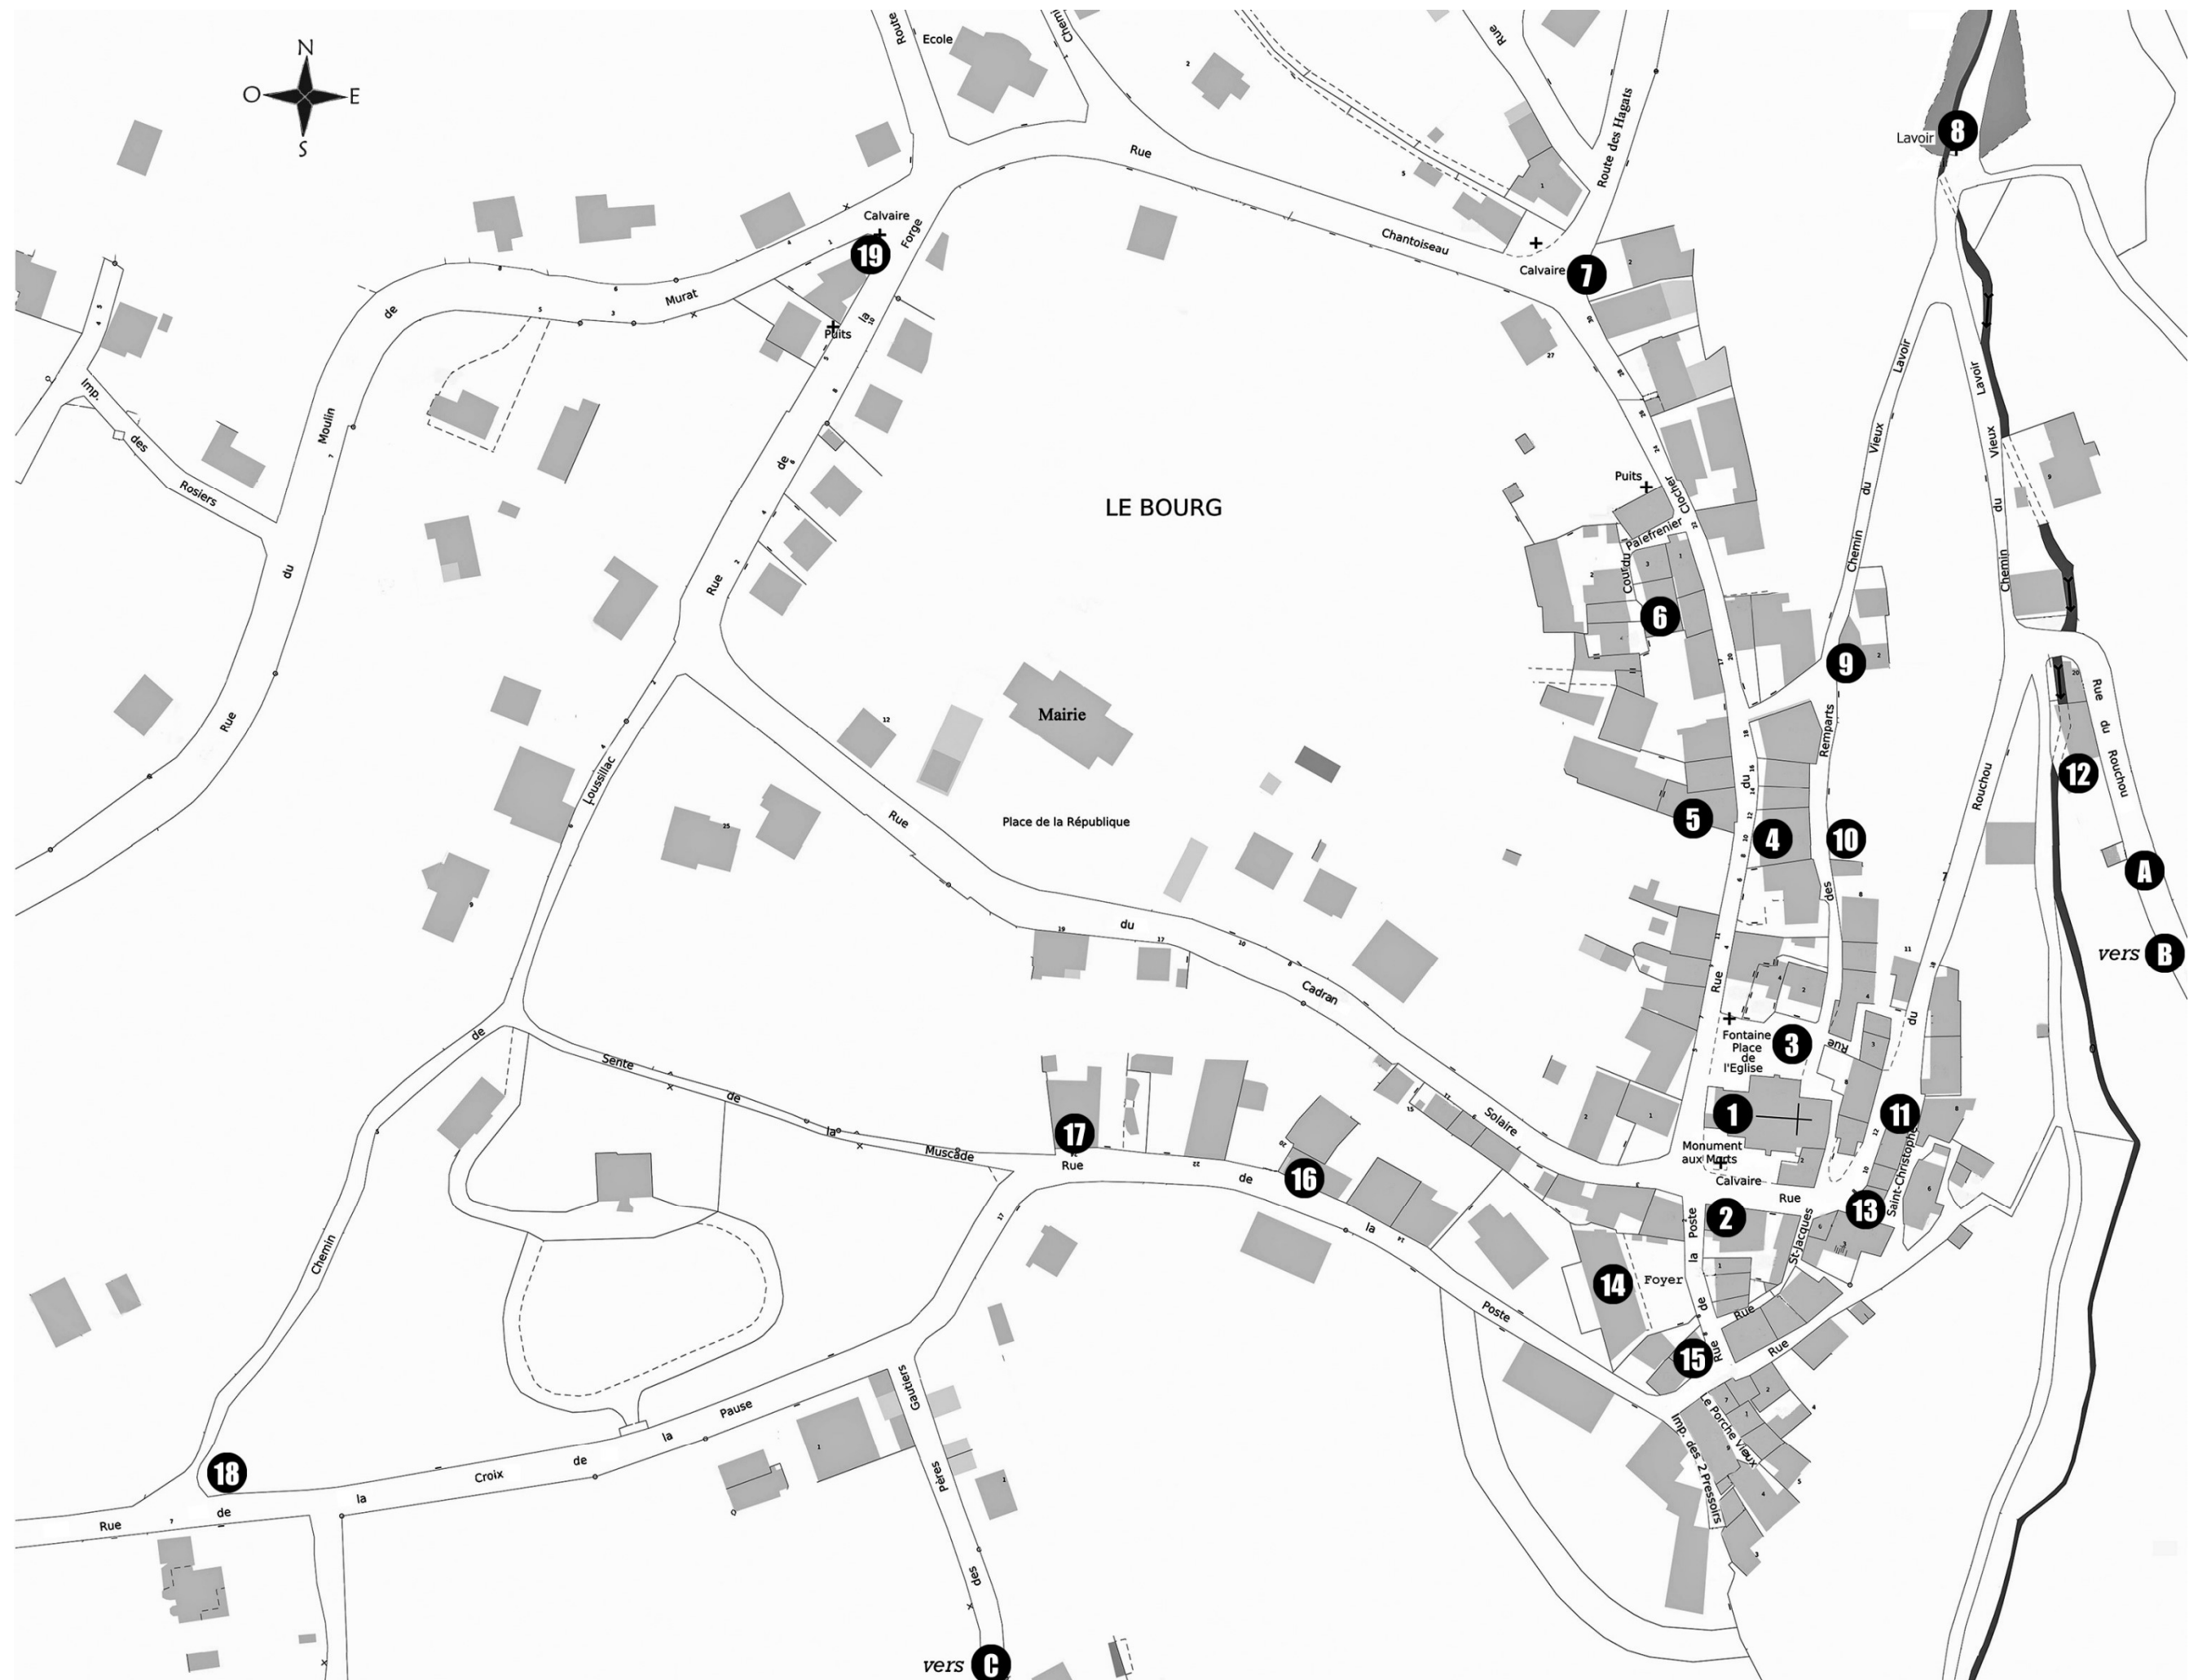 N
O
E
S
Route
Ecole
Chemi
Rue
Route des Hagats
Lavoir
8
Rue
Chantoiseau
Calvaire
7
Calvaire
19
Forge
la
Puits
de
Rue
de
Murat
Moulin
du
Rue
Imp.
des
Rosiers
LE BOURG
Lavoir
Vieux
du
Chemin
Lavoir
Vieux
du
Chemin
Puits
Clocher
Palefrenier
Cour du
6
9
Remparts
des
Rue
Mairie
Place de la République
Rue
du
Cadran
Solaire
Loussillac
de
Chemin
5
4
10
du
Rue
12
Rue
du
Rouchou
A
vers B
Rouchou
du
Fontaine
Place
de
l'Eglise
3
1
11
Monument
aux Morts
Calvaire
Rue
Saint-Christophe
13
2
St-Jacques
Rue
Rue
Sente
de
la
Muscade
17
Rue
de
16
la
Poste
14
Foyer
Poste
la
de
Rue
15
Le Porche Vieux
Imp. des 2 Pressoirs
18
Rue
de
la
Croix
de
la
Pause
Gautiers
Pères
des
vers C